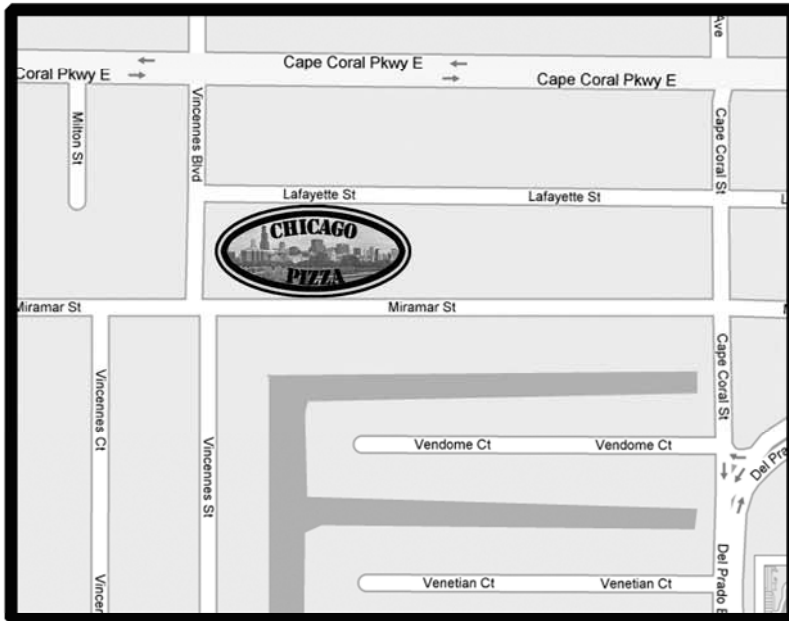 Ave
Cape Coral Pkwy E
Coral Pkwy E
Cape Coral Pkwy E
Milton St
Vincennes Blvd
Cape Coral St
Lafayette St
Lafayette St
CHICAGO
PIZZA
Miramar St
Miramar St
Cape Coral St
Vincennes Ct
Vendome Ct
Vendome Ct
Del Pra
Vincennes St
Del Prado B
Vincen
Venetian Ct
Venetian Ct